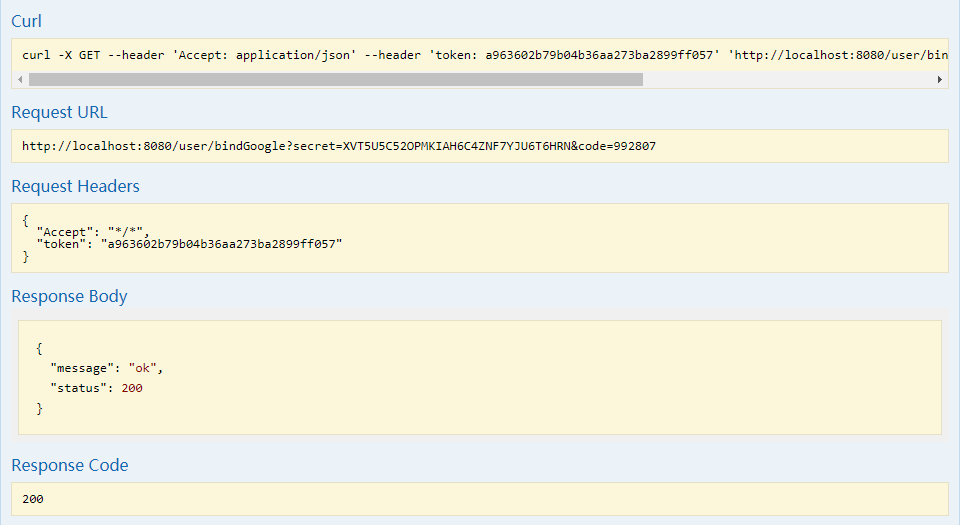 Curl
curl -X GET --header 'Accept: application/json' --header 'token: a963602b79b04b36aa273ba2899ff057' 'http://localhost:8080/user/bin
Request URL
http://localhost:8080/user/bindGoogle?secret=XVT5U5C52OPMKIAH6C4ZNF7YJU6T6HRN&code=992807
Request Headers
{
"Accept": "*/*",
"token": "a963602b79b04b36aa273ba2899ff057"
}
Response Body
{
"message": "ok",
"status": 200
}
Response Code
200